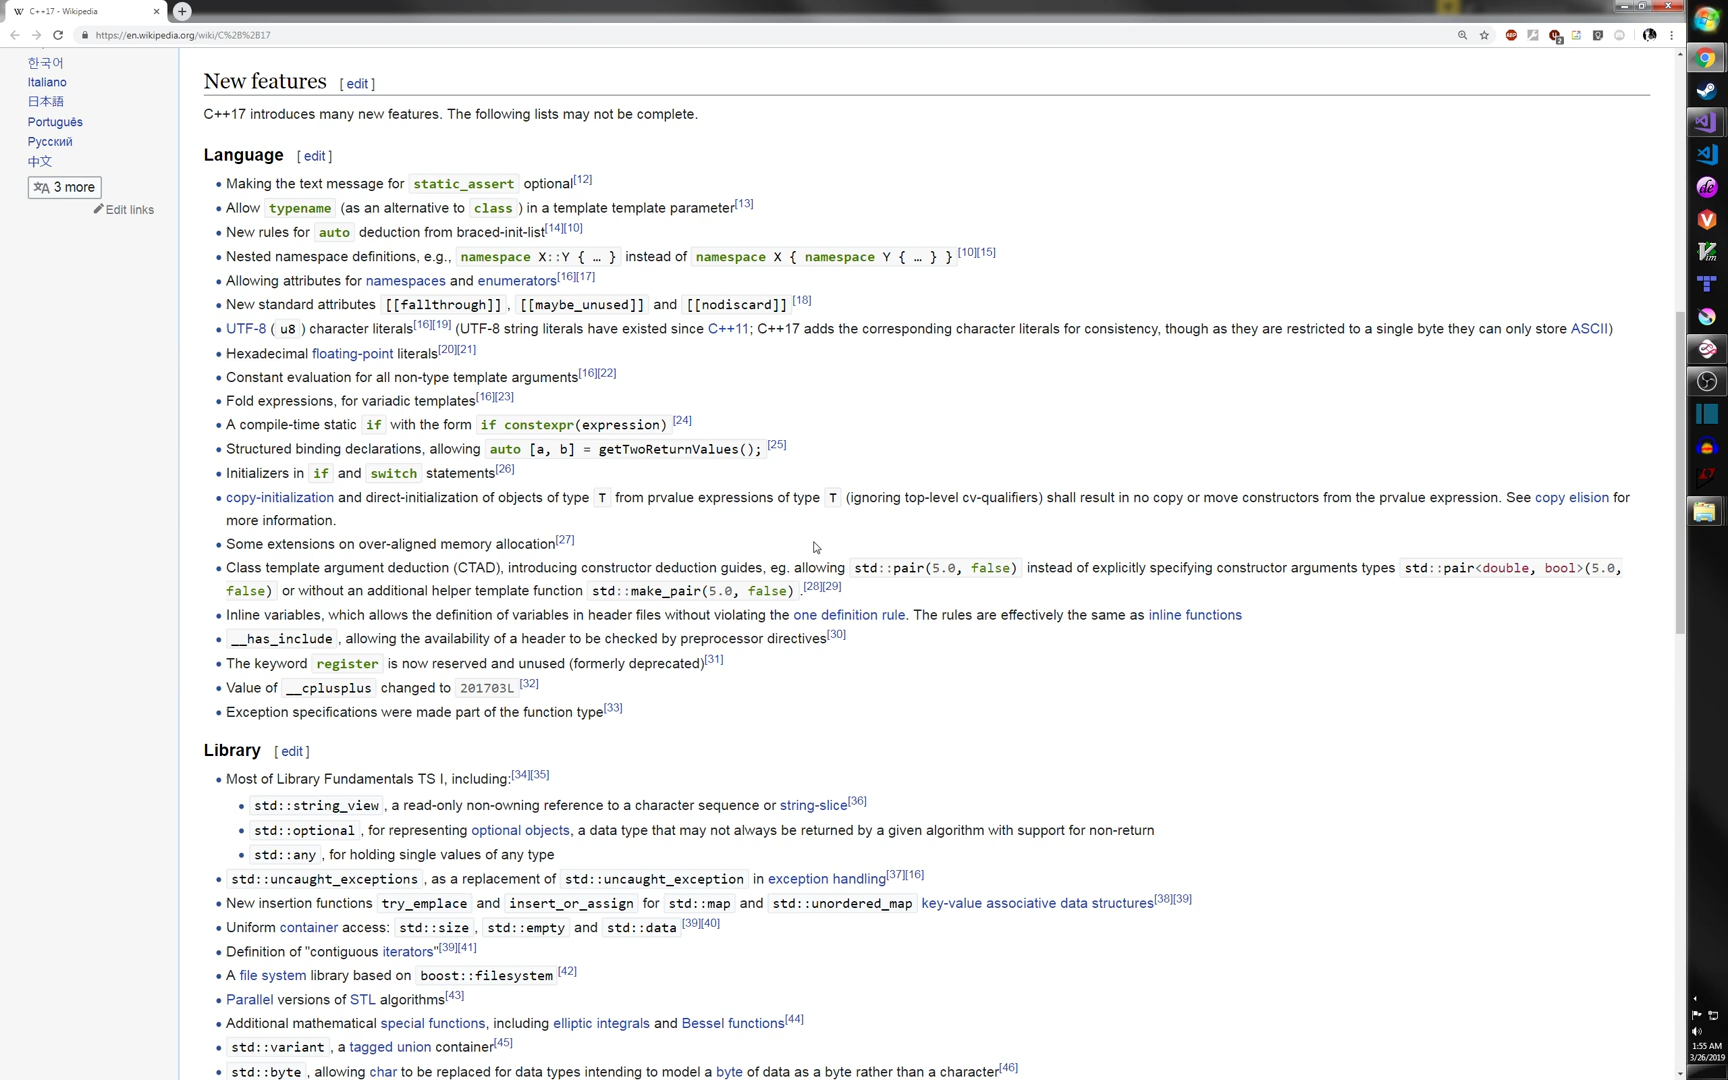 C++17 - Wikipedia
https://en.wikipedia.org/wiki/C%2B%2B17
한국어
Italiano
日本語
Português
Русский
中文
3 more
Edit links
New features [ edit ]
C++17 introduces many new features. The following lists may not be complete.
Language [ edit ]
• Making the text message for static_assert optional[12]
• Allow typename (as an alternative to class ) in a template template parameter[13]
• New rules for auto deduction from braced-init-list[14][10]
• Nested namespace definitions, e.g., namespace X::Y { … } instead of namespace X { namespace Y { … } } [10][15]
• Allowing attributes for namespaces and enumerators[16][17]
• New standard attributes [[fallthrough]] , [[maybe_unused]] and [[nodiscard]] [18]
• UTF-8 ( u8 ) character literals[16][19] (UTF-8 string literals have existed since C++11; C++17 adds the corresponding character literals for consistency, though as they are restricted to a single byte they can only store ASCII)
• Hexadecimal floating-point literals[20][21]
• Constant evaluation for all non-type template arguments[16][22]
• Fold expressions, for variadic templates[16][23]
• A compile-time static if with the form if constexpr(expression) [24]
• Structured binding declarations, allowing auto [a, b] = getTwoReturnValues(); [25]
• Initializers in if and switch statements[26]
• copy-initialization and direct-initialization of objects of type T from prvalue expressions of type T (ignoring top-level cv-qualifiers) shall result in no copy or move constructors from the prvalue expression. See copy elision for
more information.
• Some extensions on over-aligned memory allocation[27]
• Class template argument deduction (CTAD), introducing constructor deduction guides, eg. allowing std::pair(5.0, false) instead of explicitly specifying constructor arguments types std::pair<double, bool>(5.0,
false) or without an additional helper template function std::make_pair(5.0, false) .[28][29]
• Inline variables, which allows the definition of variables in header files without violating the one definition rule. The rules are effectively the same as inline functions
• __has_include , allowing the availability of a header to be checked by preprocessor directives[30]
• The keyword register is now reserved and unused (formerly deprecated)[31]
• Value of __cplusplus changed to 201703L [32]
• Exception specifications were made part of the function type[33]
Library [ edit ]
• Most of Library Fundamentals TS I, including:[34][35]
• std::string_view , a read-only non-owning reference to a character sequence or string-slice[36]
• std::optional , for representing optional objects, a data type that may not always be returned by a given algorithm with support for non-return
• std::any , for holding single values of any type
• std::uncaught_exceptions , as a replacement of std::uncaught_exception in exception handling[37][16]
• New insertion functions try_emplace and insert_or_assign for std::map and std::unordered_map key-value associative data structures[38][39]
• Uniform container access: std::size , std::empty and std::data [39][40]
• Definition of "contiguous iterators"[39][41]
• A file system library based on boost::filesystem [42]
• Parallel versions of STL algorithms[43]
• Additional mathematical special functions, including elliptic integrals and Bessel functions[44]
• std::variant , a tagged union container[45]
• std::byte , allowing char to be replaced for data types intending to model a byte of data as a byte rather than a character[46]
1:55 AM
3/26/2019